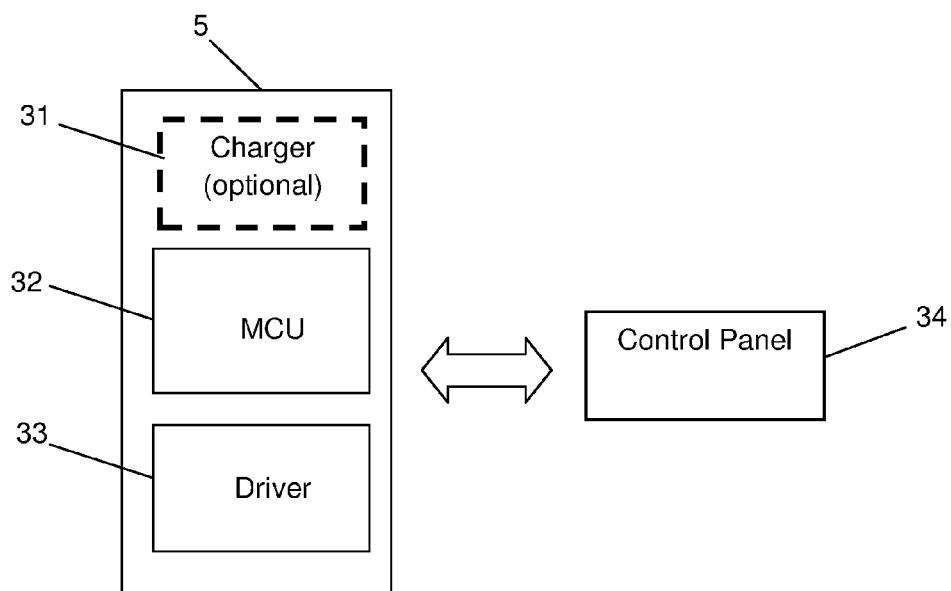 5
31
Charger
(optional)
32
MCU
Control Panel
34
33
Driver